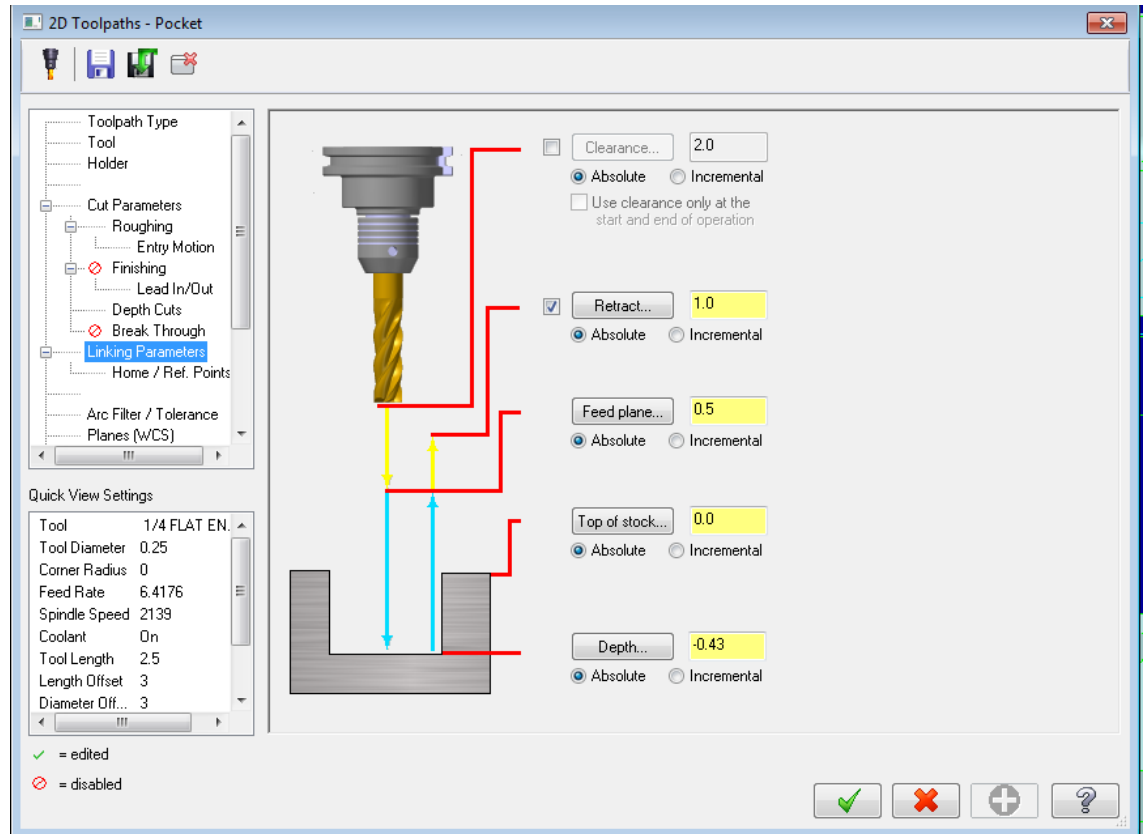 2D Toolpaths - Pocket
Toolpath Type
Tool
Holder
Cut Parameters
Roughing
Entry Motion
Finishing
Lead In/Out
Depth Cuts
Break Through
Linking Parameters
Home / Ref. Points
Arc Filter / Tolerance
Planes (WCS)
Quick View Settings
Tool 1/4 FLAT EN.
Tool Diameter 0.25
Corner Radius 0
Feed Rate 6.4176
Spindle Speed 2139
Coolant On
Tool Length 2.5
Length Offset 3
Diameter Off... 3
= edited
= disabled
Clearance... 2.0
Absolute Incremental
Use clearance only at the
start and end of operation
Retract... 1.0
Absolute Incremental
Feed plane... 0.5
Absolute Incremental
Top of stock... 0.0
Absolute Incremental
Depth... -0.43
Absolute Incremental